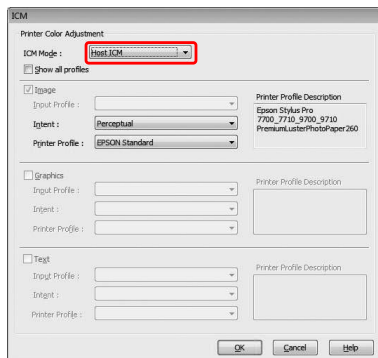 ICM
Printer Color Adjustment
ICM Mode : Host ICM
Show all profiles
Image
Input Profile :
Intent : Perceptual
Printer Profile : EPSON Standard
Printer Profile Description
Epson Stylus Pro
7700_7710_9700_9710
PremiumLusterPhotoPaper260
Graphics
Input Profile :
Intent :
Printer Profile :
Printer Profile Description
Text
Input Profile :
Intent :
Printer Profile :
Printer Profile Description
OK Cancel Help